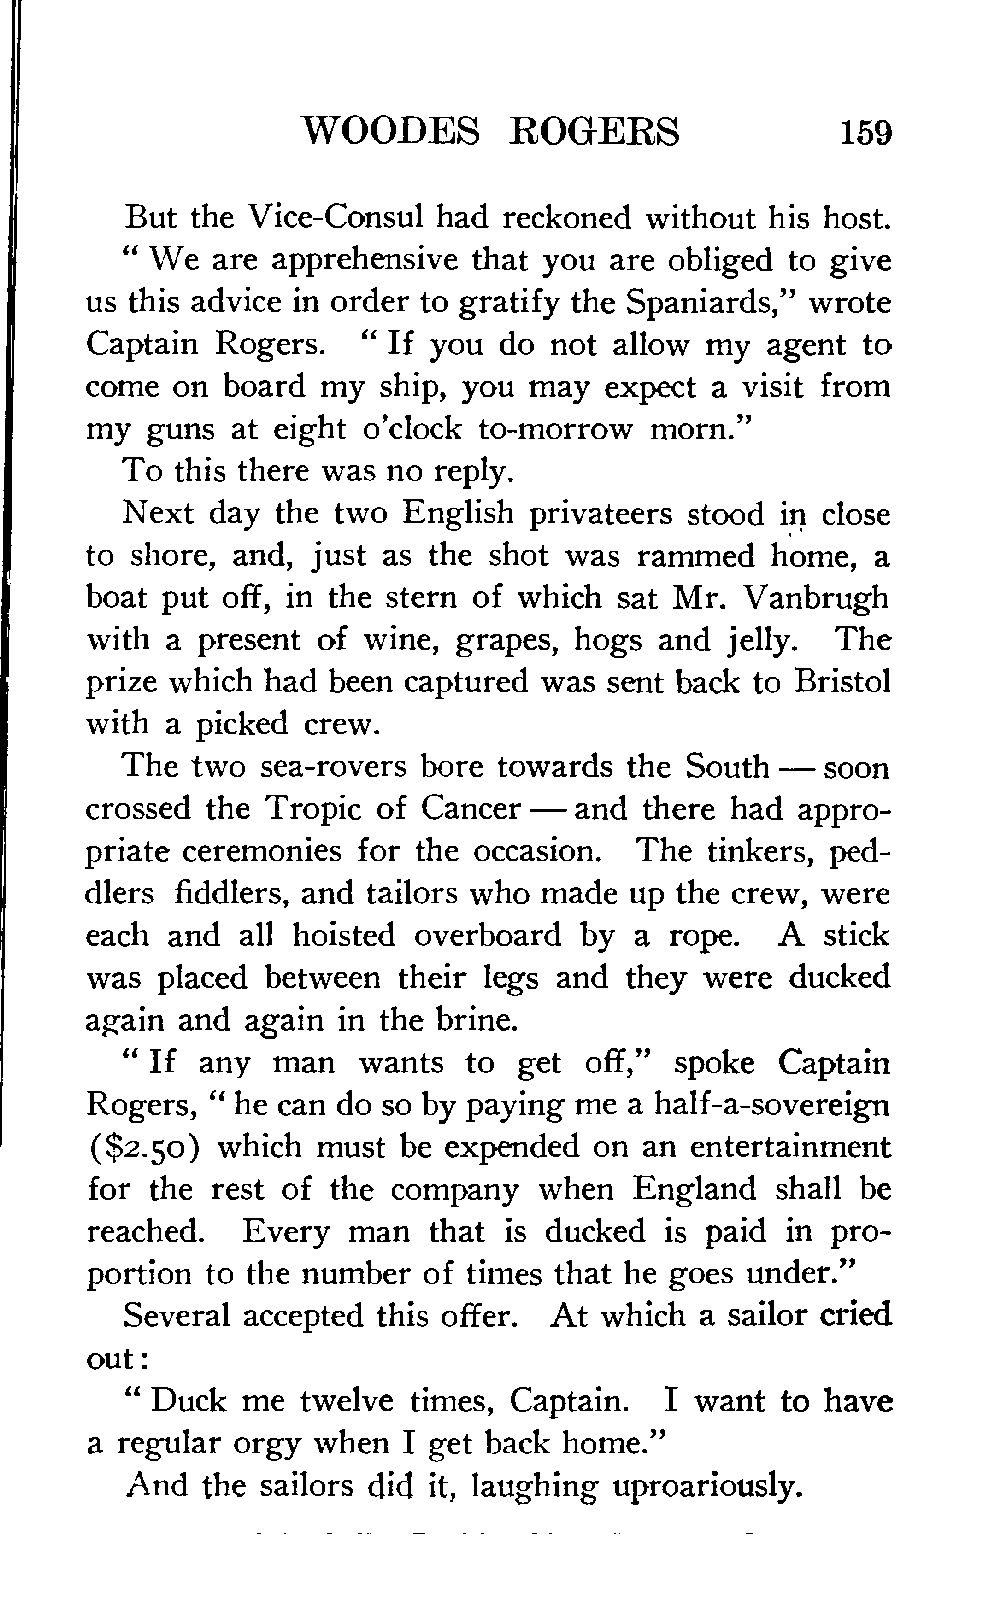 WOODES ROGERS 159
But the Vice-Consul had reckoned without his host.
“ We are apprehensive that you are obliged to give
us this advice in order to gratify the Spaniards,” wrote
Captain Rogers. “ If you do not allow my agent to
come on board my ship, you may expect a visit from
my guns at eight o’clock to-morrow morn.”
To this there was no reply.
Next day the two English privateers stood in close
to shore, and, just as the shot was rammed home, a
boat put off, in the stern of which sat Mr. Vanbrugh
with a present of wine, grapes, hogs and jelly. The
prize which had been captured was sent back to Bristol
with a picked crew.
The two sea-rovers bore towards the South — soon
crossed the Tropic of Cancer — and there had appro-
priate ceremonies for the occasion. The tinkers, ped-
dlers fiddlers, and tailors who made up the crew, were
each and all hoisted overboard by a rope. A stick
was placed between their legs and they were ducked
again and again in the brine.
“ If any man wants to get off,” spoke Captain
Rogers, “ he can do so by paying me a half-a-sovereign
($2.50) which must be expended on an entertainment
for the rest of the company when England shall be
reached. Every man that is ducked is paid in pro-
portion to the number of times that he goes under.”
Several accepted this offer. At which a sailor cried
out :
“ Duck me twelve times, Captain. I want to have
a regular orgy when I get back home.”
And the sailors did it, laughing uproariously.